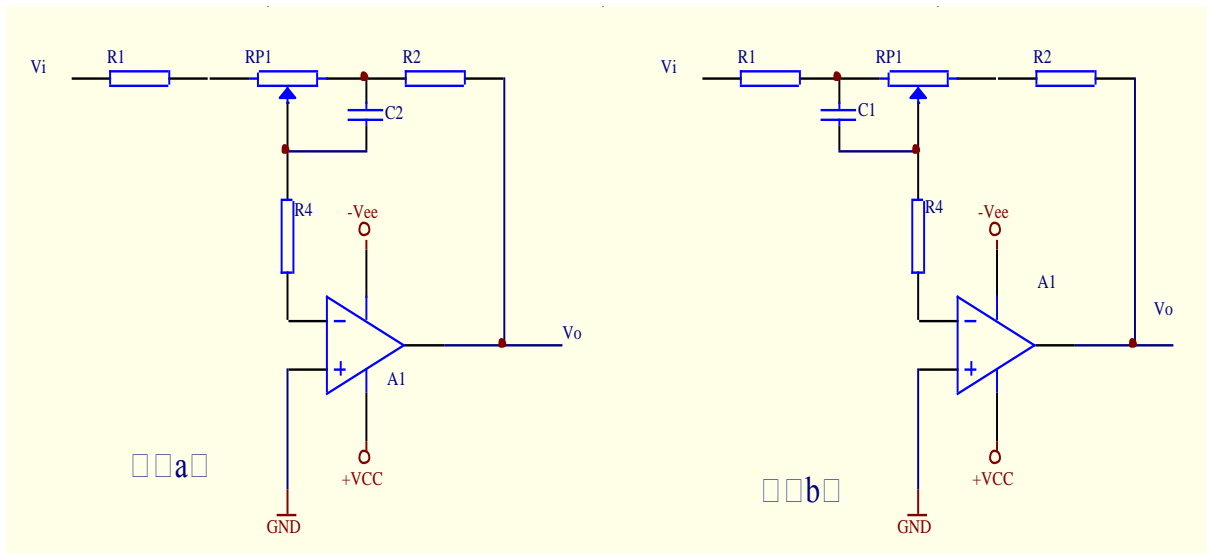 Vi
R1
RP1
R2
C2
R4
-Vee
Vo
A1
+VCC
GND
a
Vi
R1
RP1
R2
C1
R4
-Vee
A1
Vo
+VCC
GND
b